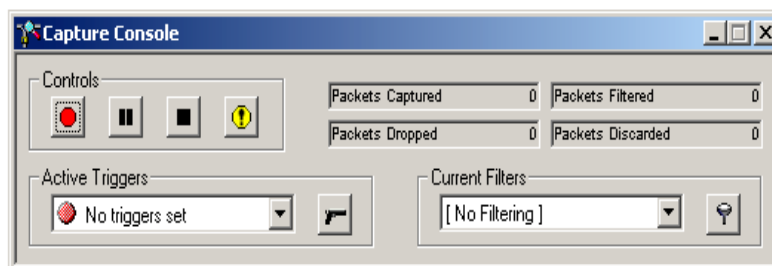 Capture Console
Controls
Packets Captured 0
Packets Filtered 0
Packets Dropped 0
Packets Discarded 0
Active Triggers
No triggers set
Current Filters
[ No Filtering ]